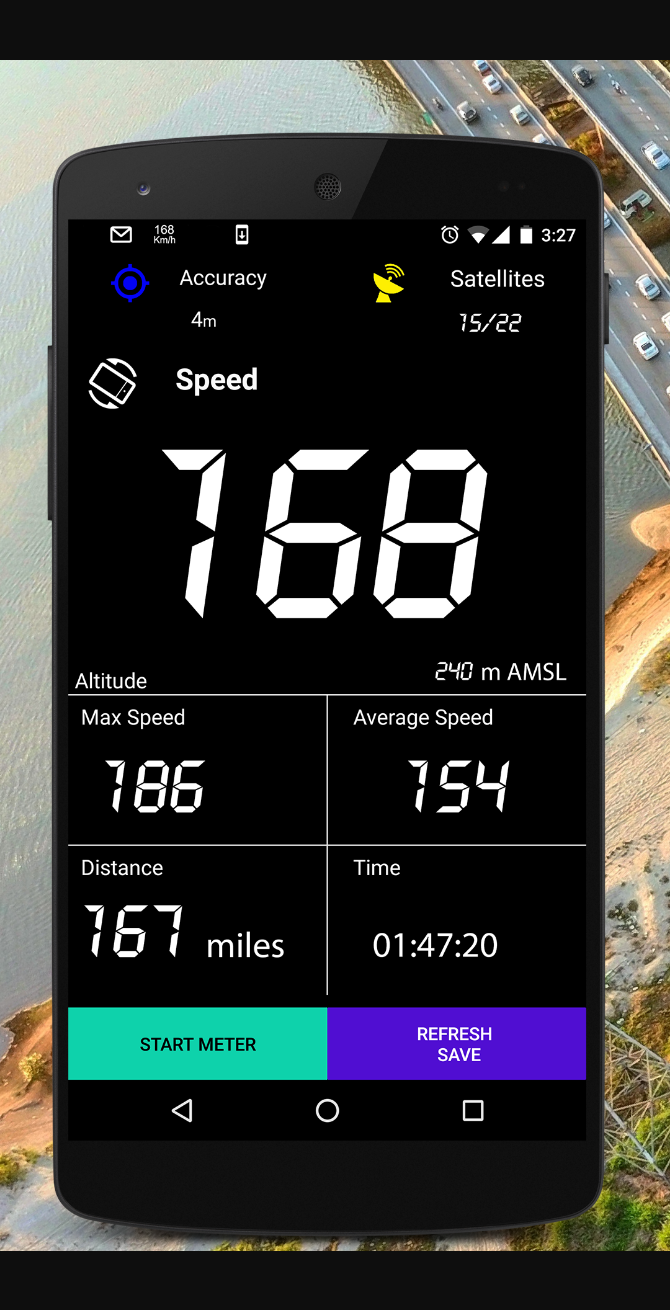 168
Km/h
3:27
Accuracy
Satellites
4m
15/22
Speed
168
Altitude
240 m AMSL
Max Speed
Average Speed
186
154
Distance
Time
167 miles
01:47:20
START METER
REFRESH
SAVE